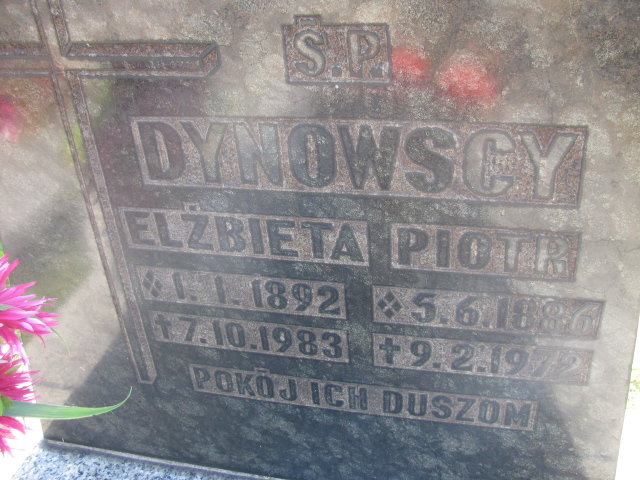 Ś.P.
DYNOWSCY
ELŻBIETA PIOTR
1.1.1892 5.6.1886
7.10.1983 9.2.1972
POKÓJ ICH DUSZOM